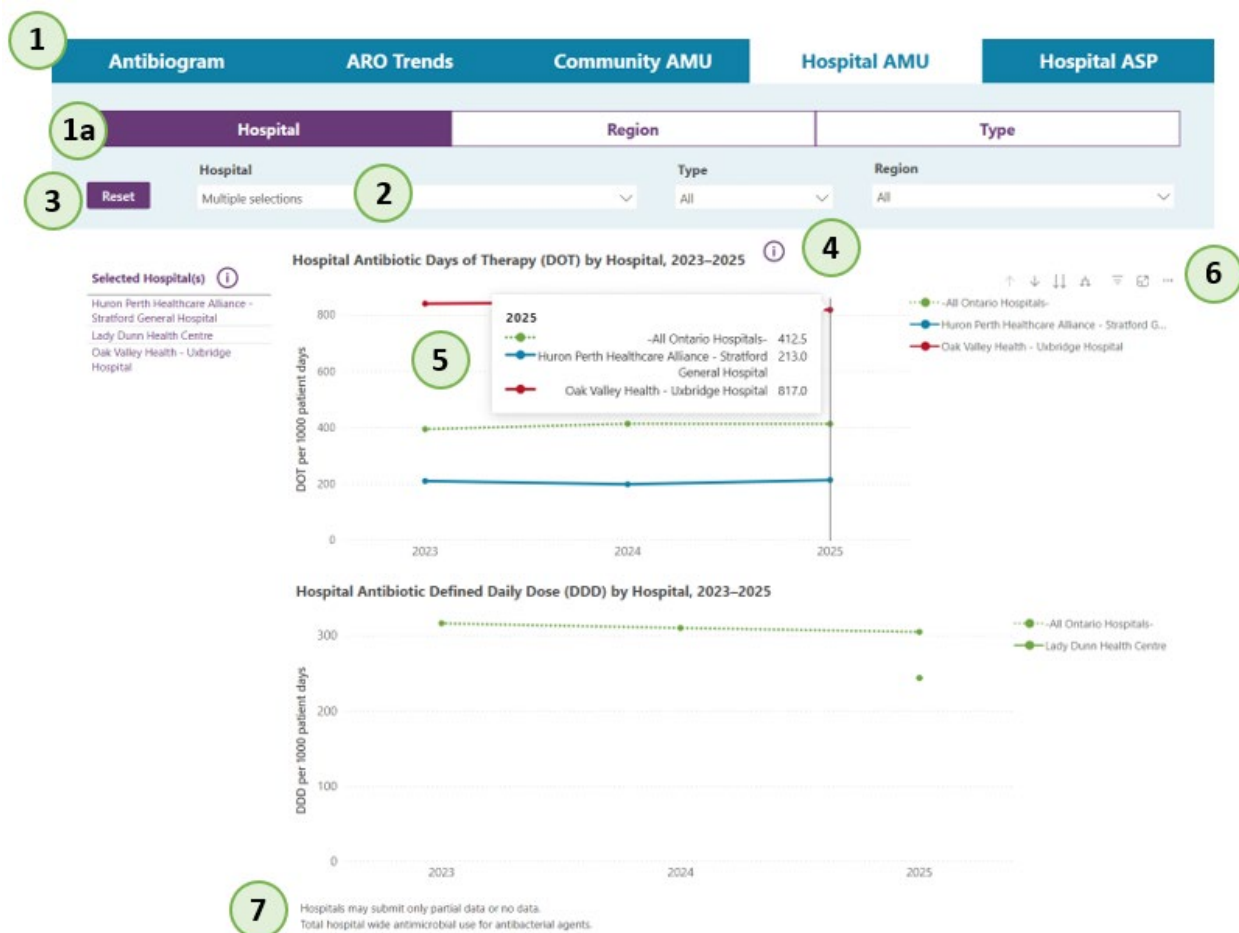 1
Antibiogram ARO Trends Community AMU Hospital AMU Hospital ASP
1a
Hospital Region Type
Hospital Type Region
3
Reset
Multiple selections
2
All
All
4
Selected Hospital(s)
Huron Perth Healthcare Alliance -
Stratford General Hospital
Lady Dunn Health Centre
Oak Valley Health - Uxbridge
Hospital
Hospital Antibiotic Days of Therapy (DOT) by Hospital, 2023–2025
6
DOT per 1000 patient days
800
600
400
200
0
2023 2024 2025
5
2025
-All Ontario Hospitals- 412.5
Huron Perth Healthcare Alliance - Stratford 213.0
General Hospital
Oak Valley Health - Uxbridge Hospital 817.0
-All Ontario Hospitals-
Huron Perth Healthcare Alliance - Stratford G...
Oak Valley Health - Uxbridge Hospital
Hospital Antibiotic Defined Daily Dose (DDD) by Hospital, 2023–2025
DDD per 1000 patient days
300
200
100
0
2023 2024 2025
-All Ontario Hospitals-
Lady Dunn Health Centre
7
Hospitals may submit only partial data or no data.
Total hospital wide antimicrobial use for antibacterial agents.